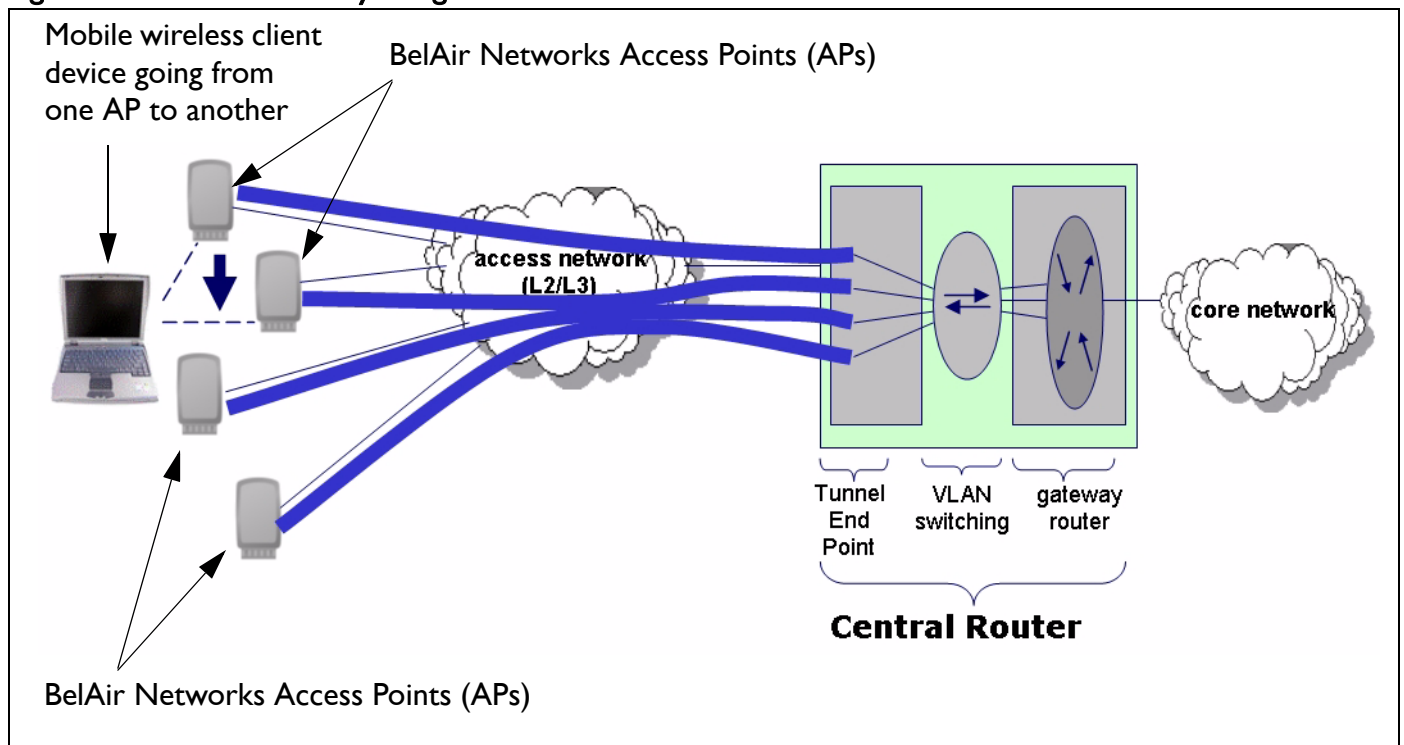 Mobile wireless client
device going from
one AP to another
BelAir Networks Access Points (APs)
access network
(L2/L3)
core network
Tunnel
End
Point
VLAN
switching
gateway
router
Central Router
BelAir Networks Access Points (APs)